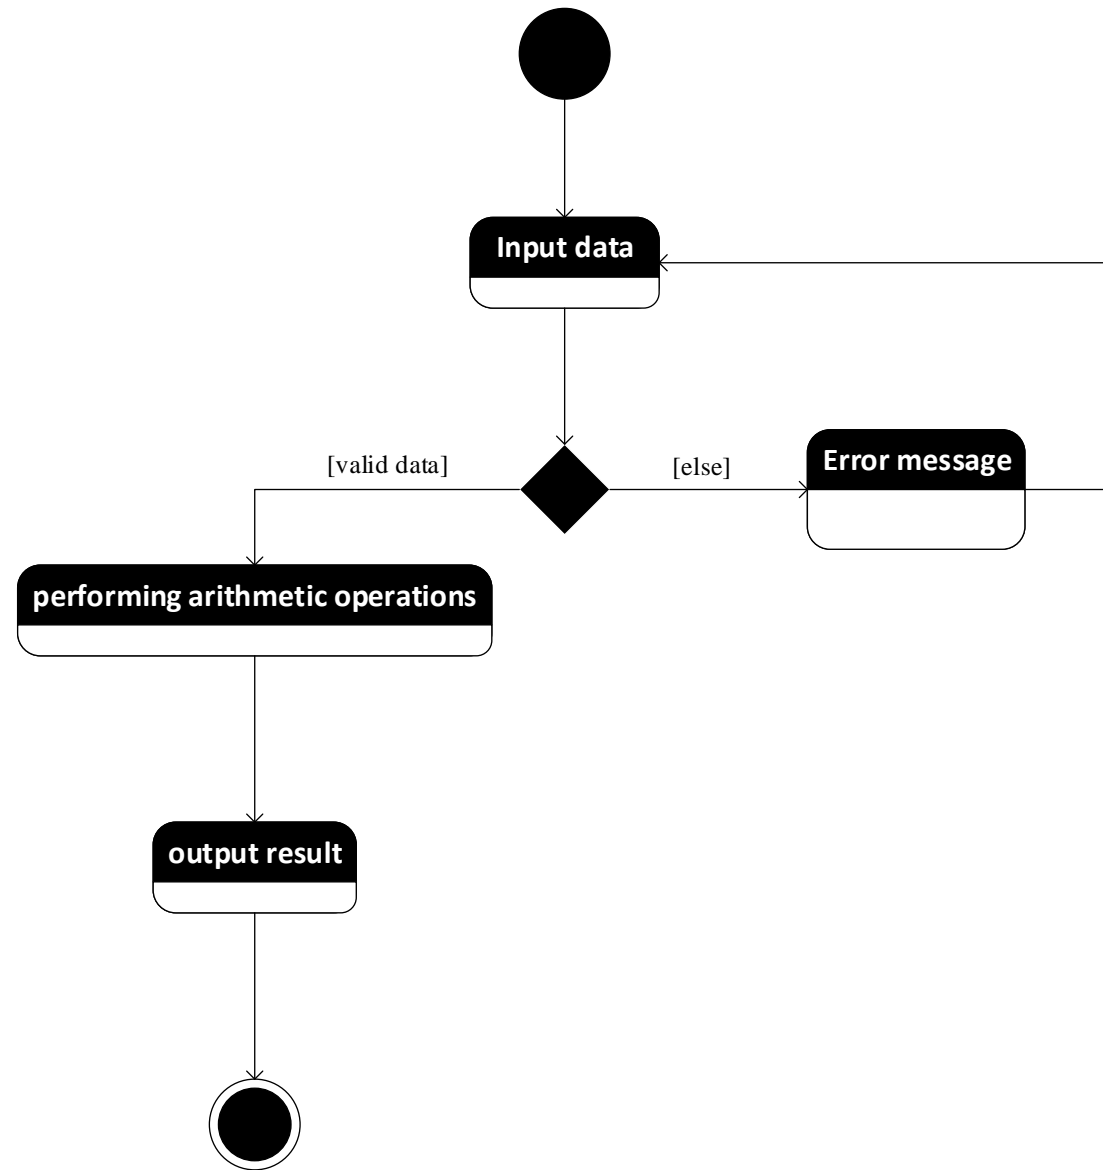 Input data
[valid data]
[else]
Error message
performing arithmetic operations
output result